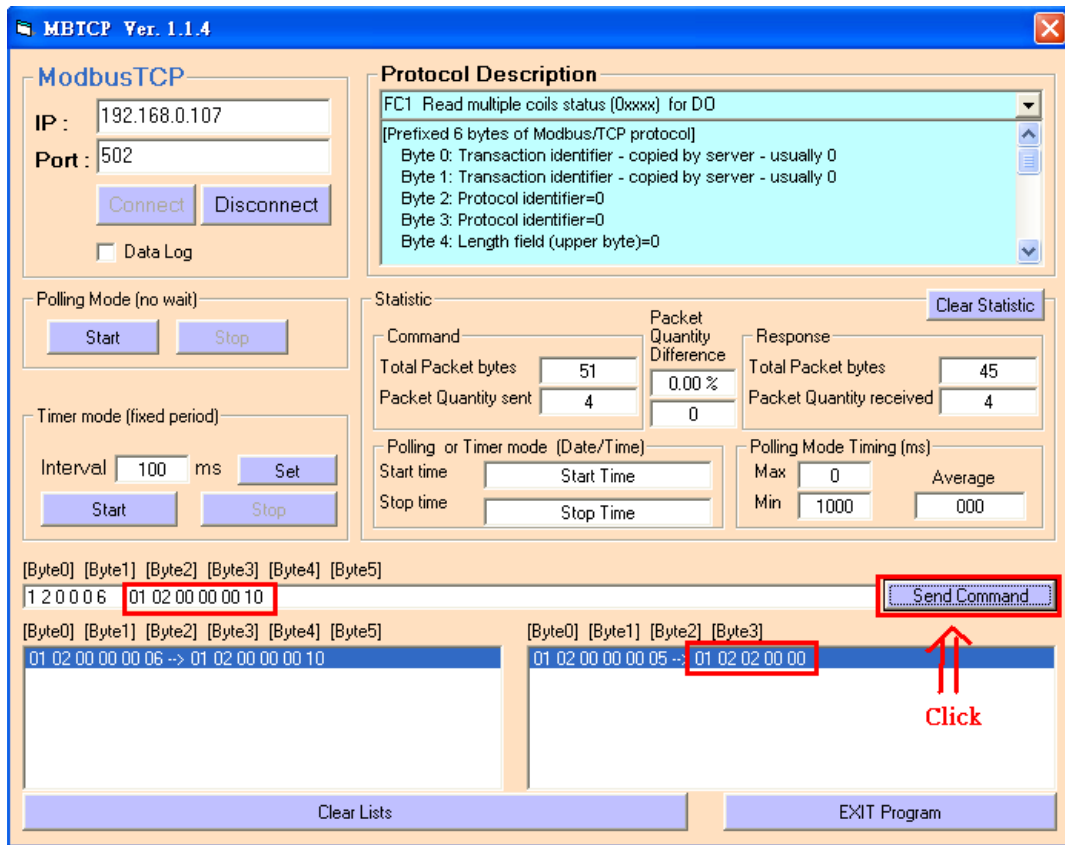 MBTCP Ver. 1.1.4
ModbusTCP
IP : 192.168.0.107
Port : 502
Connect Disconnect
Data Log
Protocol Description
FC1 Read multiple coils status (0xxxx) for DO
[Prefixed 6 bytes of Modbus/TCP protocol]
Byte 0: Transaction identifier - copied by server - usually 0
Byte 1: Transaction identifier - copied by server - usually 0
Byte 2: Protocol identifier=0
Byte 3: Protocol identifier=0
Byte 4: Length field (upper byte)=0
Polling Mode (no wait)
Start Stop
Timer mode (fixed period)
Interval 100 ms Set
Start Stop
Statistic
Clear Statistic
Command
Total Packet bytes 51
Packet Quantity sent 4
Packet
Quantity
Difference
0.00 %
0
Response
Total Packet bytes 45
Packet Quantity received 4
Polling or Timer mode (Date/Time)
Start time Start Time
Stop time Stop Time
Polling Mode Timing (ms)
Max 0
Min 1000
Average
000
[Byte0] [Byte1] [Byte2] [Byte3] [Byte4] [Byte5]
1 2 0 0 0 6 01 02 00 00 00 10
Send Command
[Byte0] [Byte1] [Byte2] [Byte3] [Byte4] [Byte5]
01 02 00 00 00 06 --> 01 02 00 00 00 10
[Byte0] [Byte1] [Byte2] [Byte3]
01 02 00 00 00 05 --> 01 02 02 00 00
Click
Clear Lists
EXIT Program